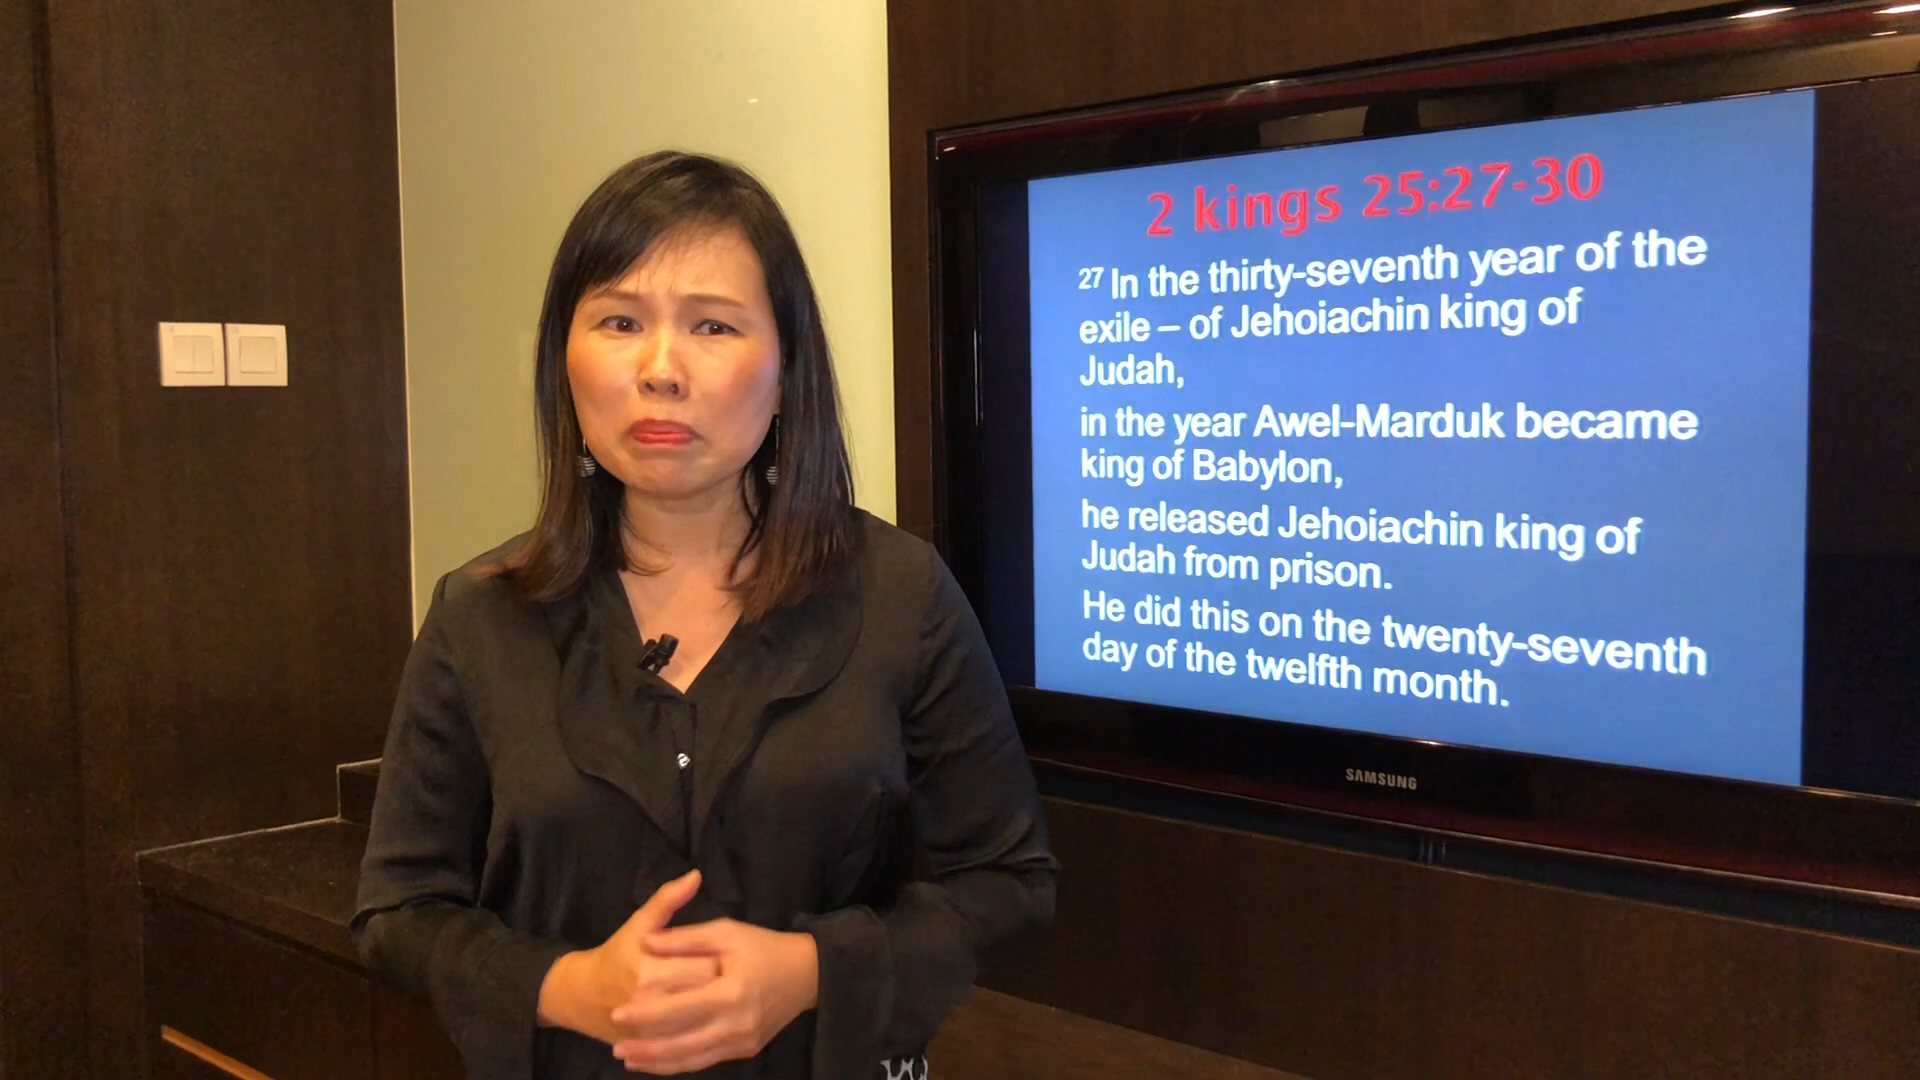 2 kings 25:27-30
27 In the thirty-seventh year of the
exile – of Jehoiachin king of
Judah,
in the year Awel-Marduk became
king of Babylon,
he released Jehoiachin king of
Judah from prison.
He did this on the twenty-seventh
day of the twelfth month.
SAMSUNG